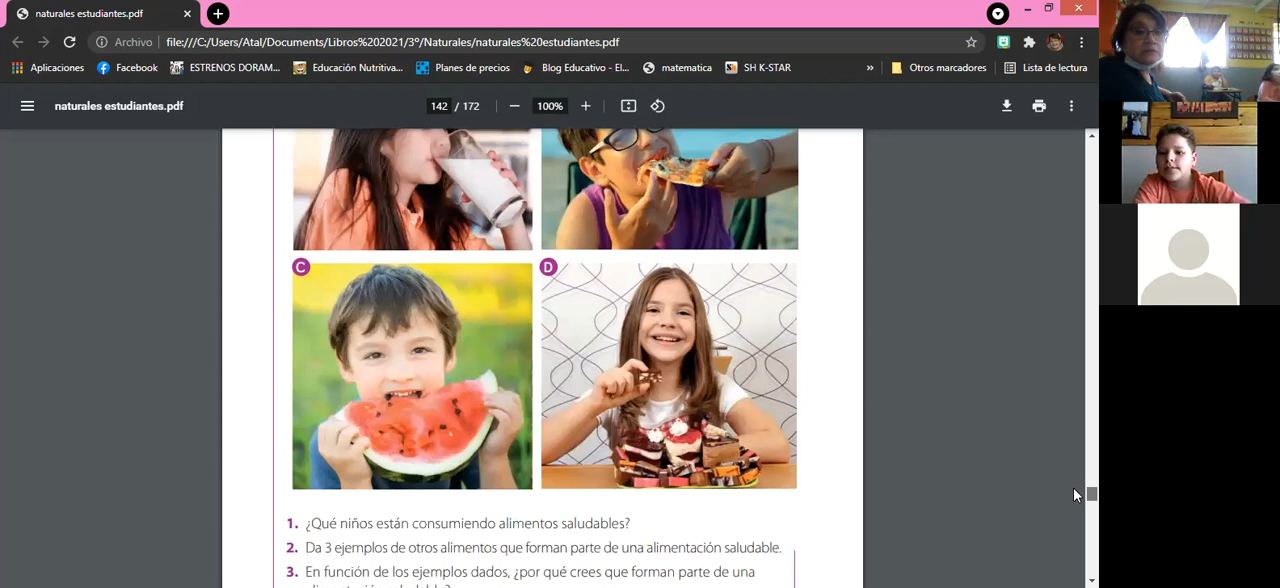 naturales estudiantes.pdf
Archivo file:///C:/Users/Atal/Documents/Libros%202021/3º/Naturales/naturales%20estudiantes.pdf
Aplicaciones Facebook ESTRENOS DORAM... Educación Nutritiva... Planes de precios Blog Educativo - El... matematica SH K-STAR » Otros marcadores Lista de lectura
naturales estudiantes.pdf 142 / 172 100%
C D
1. ¿Qué niños están consumiendo alimentos saludables?
2. Da 3 ejemplos de otros alimentos que forman parte de una alimentación saludable.
3. En función de los ejemplos dados, ¿por qué crees que forman parte de una